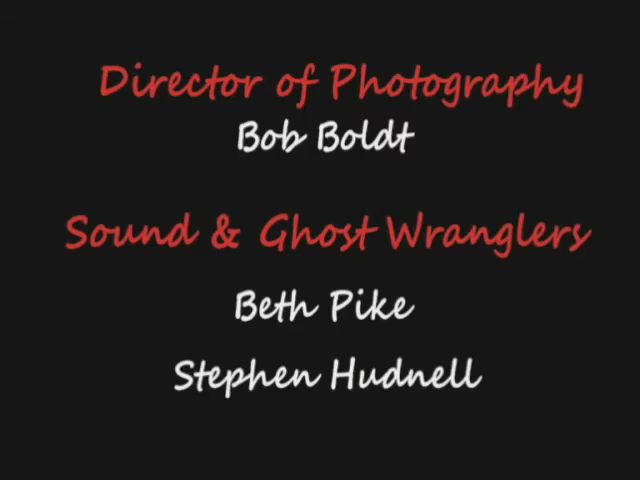 Director of Photography
Bob Boldt
Sound & Ghost Wranglers
Beth Pike
Stephen Hudnell